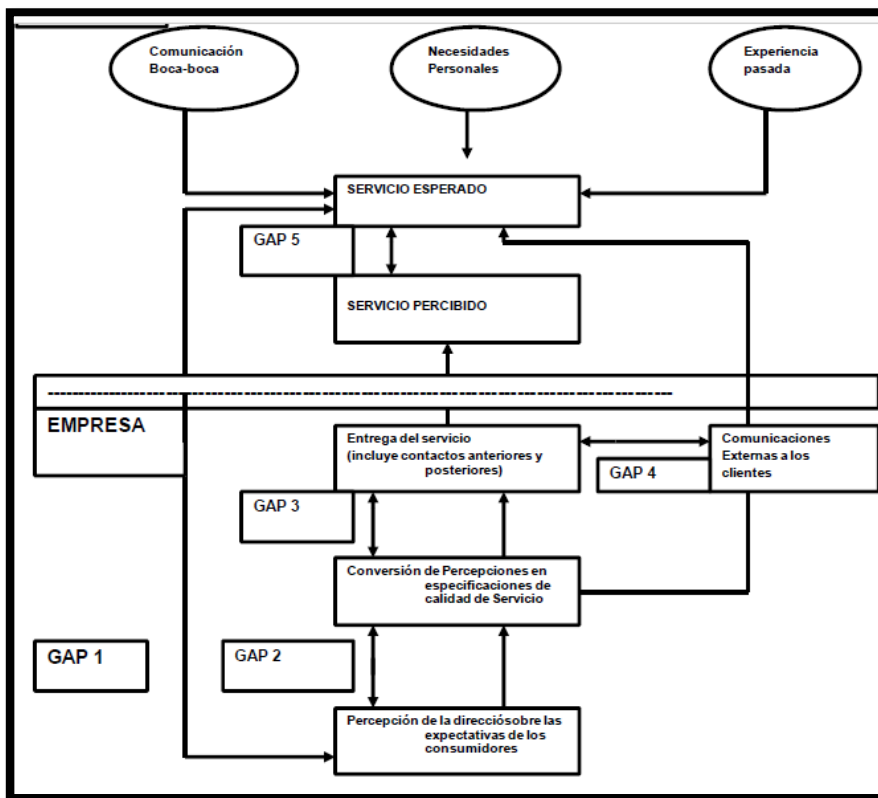 Comunicación
Boca-boca
Necesidades
Personales
Experiencia
pasada
SERVICIO ESPERADO
GAP 5
SERVICIO PERCIBIDO
EMPRESA
Entrega del servicio
(incluye contactos anteriores y
posteriores)
Comunicaciones
Externas a los
clientes
GAP 4
GAP 3
Conversión de Percepciones en
especificaciones de
calidad de Servicio
GAP 1
GAP 2
Percepción de la direcciósobre las
expectativas de los
consumidores